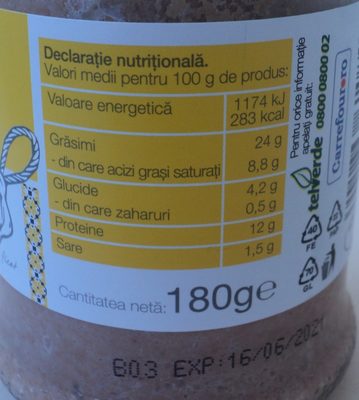 Declarație nutrițională.
Valori medii pentru 100 g de produs:
Valoare energetică 1174 kJ
283 kcal
Grăsimi 24 g
- din care acizi grași saturați 8,8 g
Glucide 4,2 g
- din care zaharuri 0,5 g
Proteine 12 g
Sare 1,5 g
Cantitatea netă: 180g e
B03 EXP:16/06/202
Pentru orice informație
apelați gratuit:
telverde 0800 0800 02
Carrefour.ro